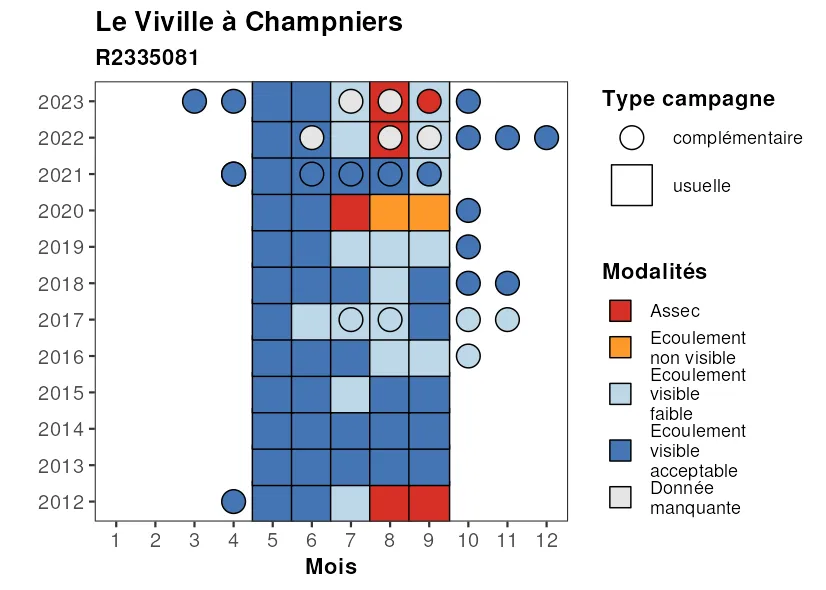 Le Viville à Champniers
R2335081
2023
2022
2021
2020
2019
2018
2017
2016
2015
2014
2013
2012
1 2 3 4 5 6 7 8 9 10 11 12
Mois
Type campagne
complémentaire
usuelle
Modalités
Assec
Ecoulement
non visible
Ecoulement
visible
faible
Ecoulement
visible
acceptable
Donnée
manquante